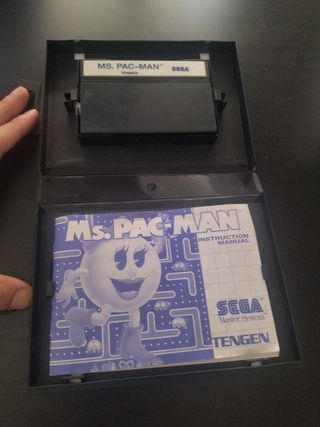 MS. PAC-MAN™
TENGEN
SEGA
Ms. PAC-MAN™
INSTRUCTION
MANUAL
SEGA
Master System
TENGEN